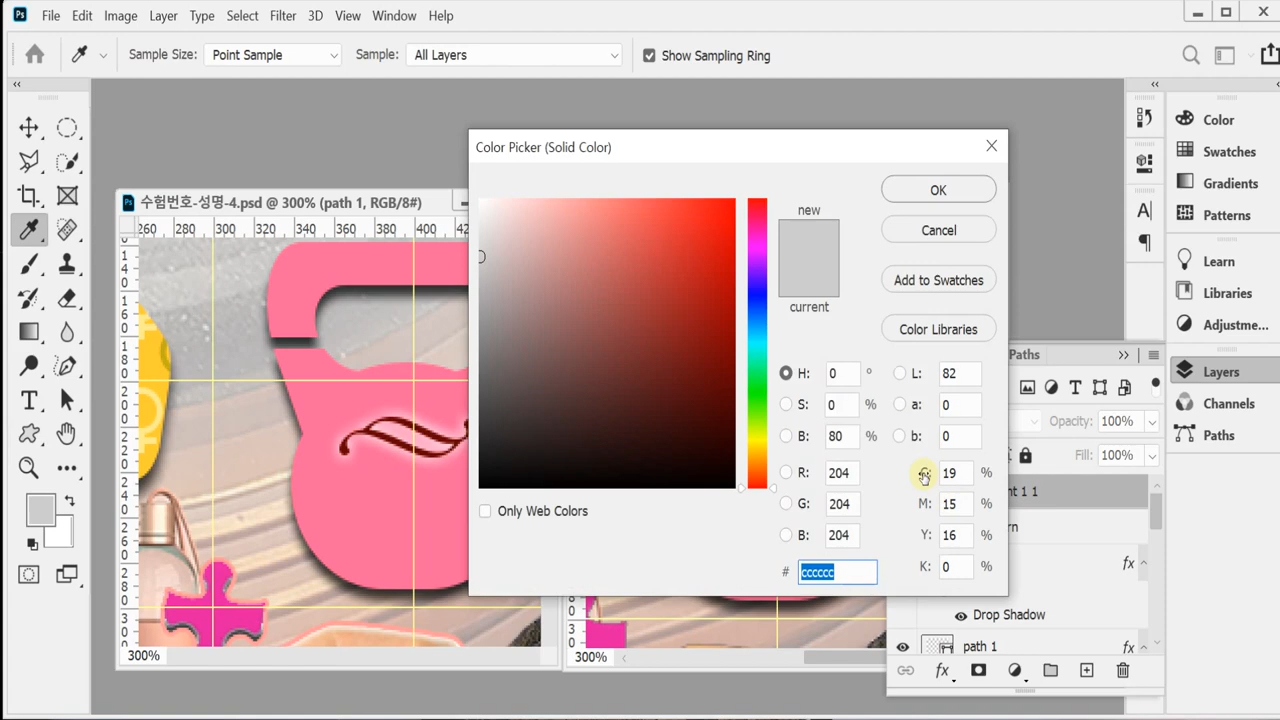 Ps File Edit Image Layer Type Select Filter 3D View Window Help
Sample Size: Point Sample Sample: All Layers Show Sampling Ring
Color
Swatches
Gradients
Patterns
Learn
Libraries
Adjustme...
Layers
Channels
Paths
Color Picker (Solid Color)
OK
new
Cancel
Add to Swatches
current
Color Libraries
H: 0 ° L: 82
S: 0 % a: 0
B: 80 % b: 0
R: 204 C: 19 %
G: 204 M: 15 %
B: 204 Y: 16 %
# cccccc K: 0 %
Only Web Colors
Ps 수험번호-성명-4.psd @ 300% (path 1, RGB/8#)
260 280 300 320 340 360 380 400 42
300%
300%
Paths
Opacity: 100%
Fill: 100%
nt 1 1
rn
fx
Drop Shadow
path 1 fx
fx